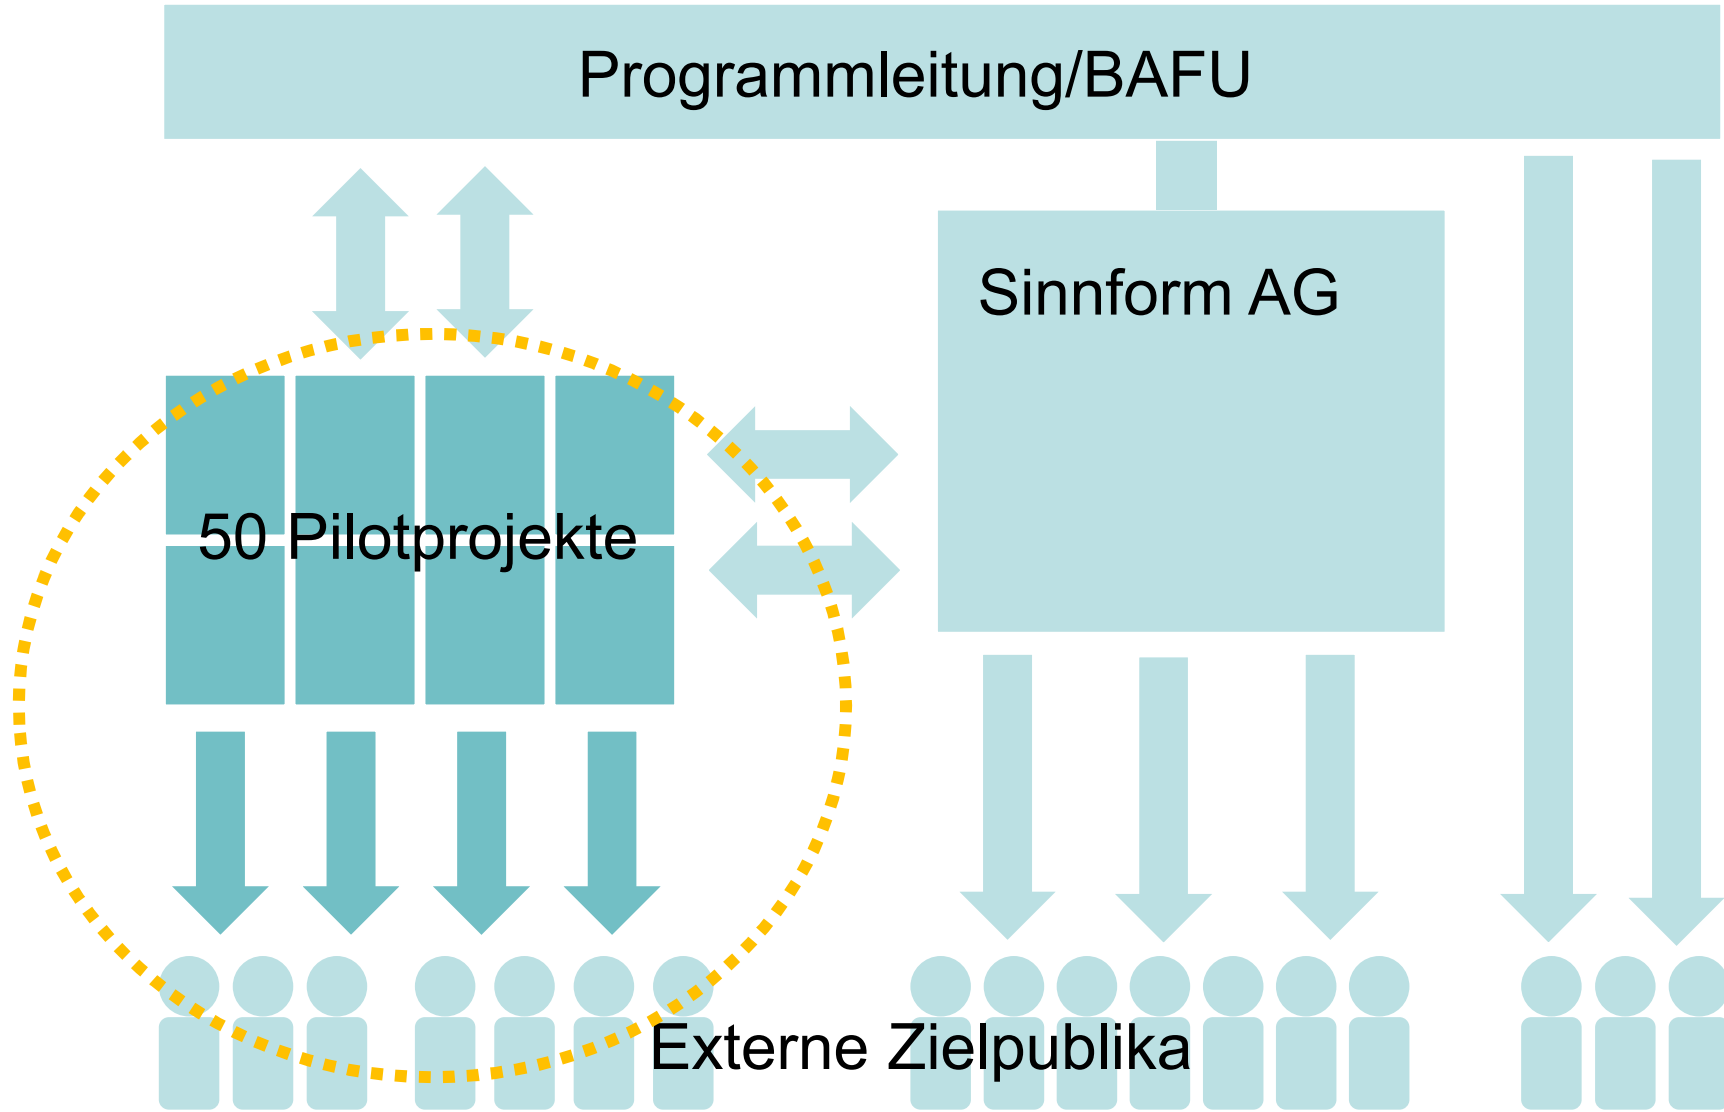 Programmleitung/BAFU
Sinnform AG
50 Pilotprojekte
Externe Zielpublika